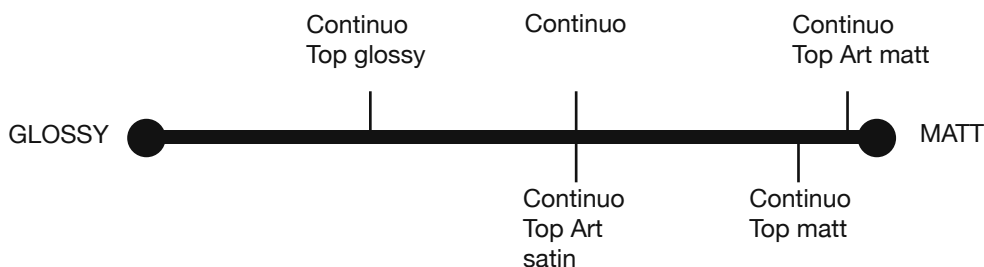 Continuo
Top glossy
Continuo
Continuo
Top Art matt
GLOSSY
MATT
Continuo
Top Art
satin
Continuo
Top matt